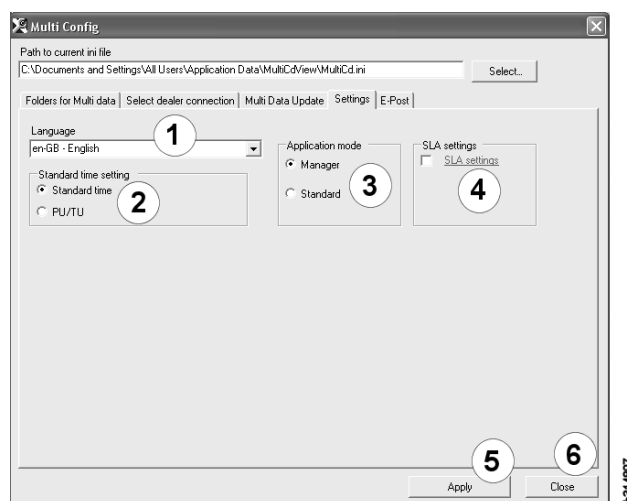 Multi Config
Path to current ini file
C:\Documents and Settings\All Users\Application Data\MultiCdView\MultiCd.ini
Select...
Folders for Multi data
Select dealer connection
Multi Data Update
Settings
E-Post
Language
1
en-GB - English
Standard time setting
Standard time
2
PU/TU
Application mode
Manager
3
Standard
SLA settings
SLA settings
4
5
6
Apply
Close